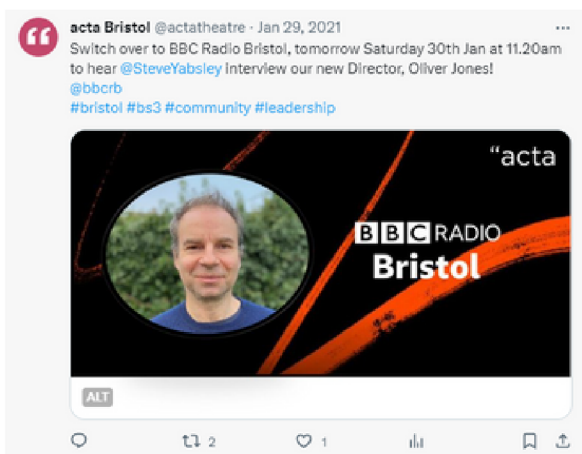 acta Bristol @actatheatre · Jan 29, 2021
Switch over to BBC Radio Bristol, tomorrow Saturday 30th Jan at 11.20am
to hear @SteveYabsley interview our new Director, Oliver Jones!
@bbcrb
#bristol #bs3 #community #leadership
“acta
BBC RADIO
Bristol
ALT
2 1